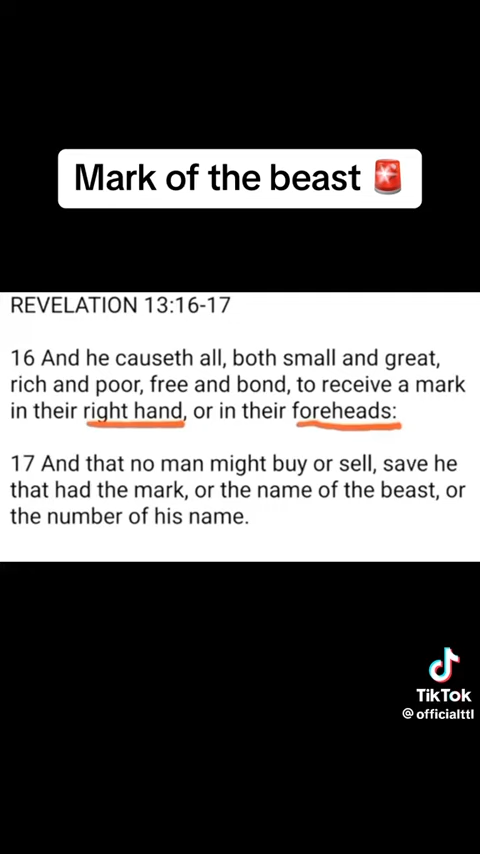 Mark of the beast 🚨
REVELATION 13:16-17
16 And he causeth all, both small and great,
rich and poor, free and bond, to receive a mark
in their right hand, or in their foreheads:
17 And that no man might buy or sell, save he
that had the mark, or the name of the beast, or
the number of his name.
TikTok
@officialttl